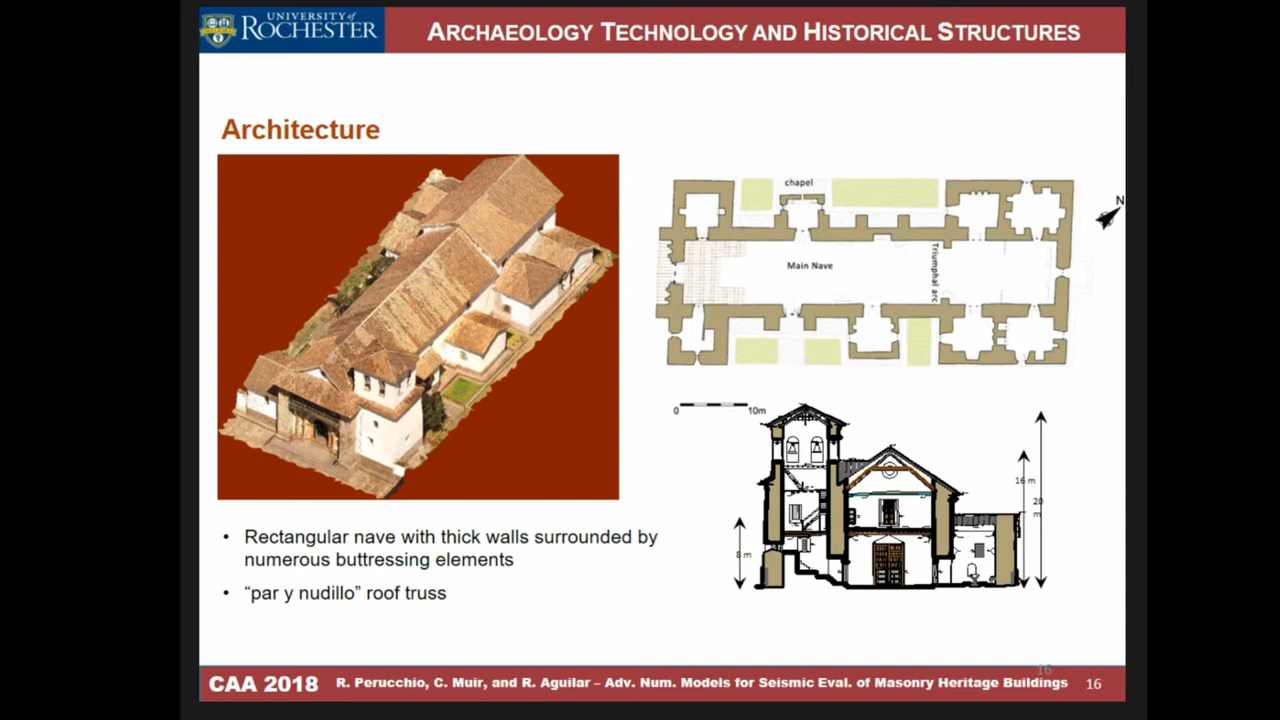 UNIVERSITY of
ROCHESTER
ARCHAEOLOGY TECHNOLOGY AND HISTORICAL STRUCTURES
Architecture
chapel
N
Main Nave
Triumphal arc
0 10m
16 m
20
m
8 m
• Rectangular nave with thick walls surrounded by
numerous buttressing elements
• “par y nudillo” roof truss
16
CAA 2018 R. Perucchio, C. Muir, and R. Aguilar – Adv. Num. Models for Seismic Eval. of Masonry Heritage Buildings 16